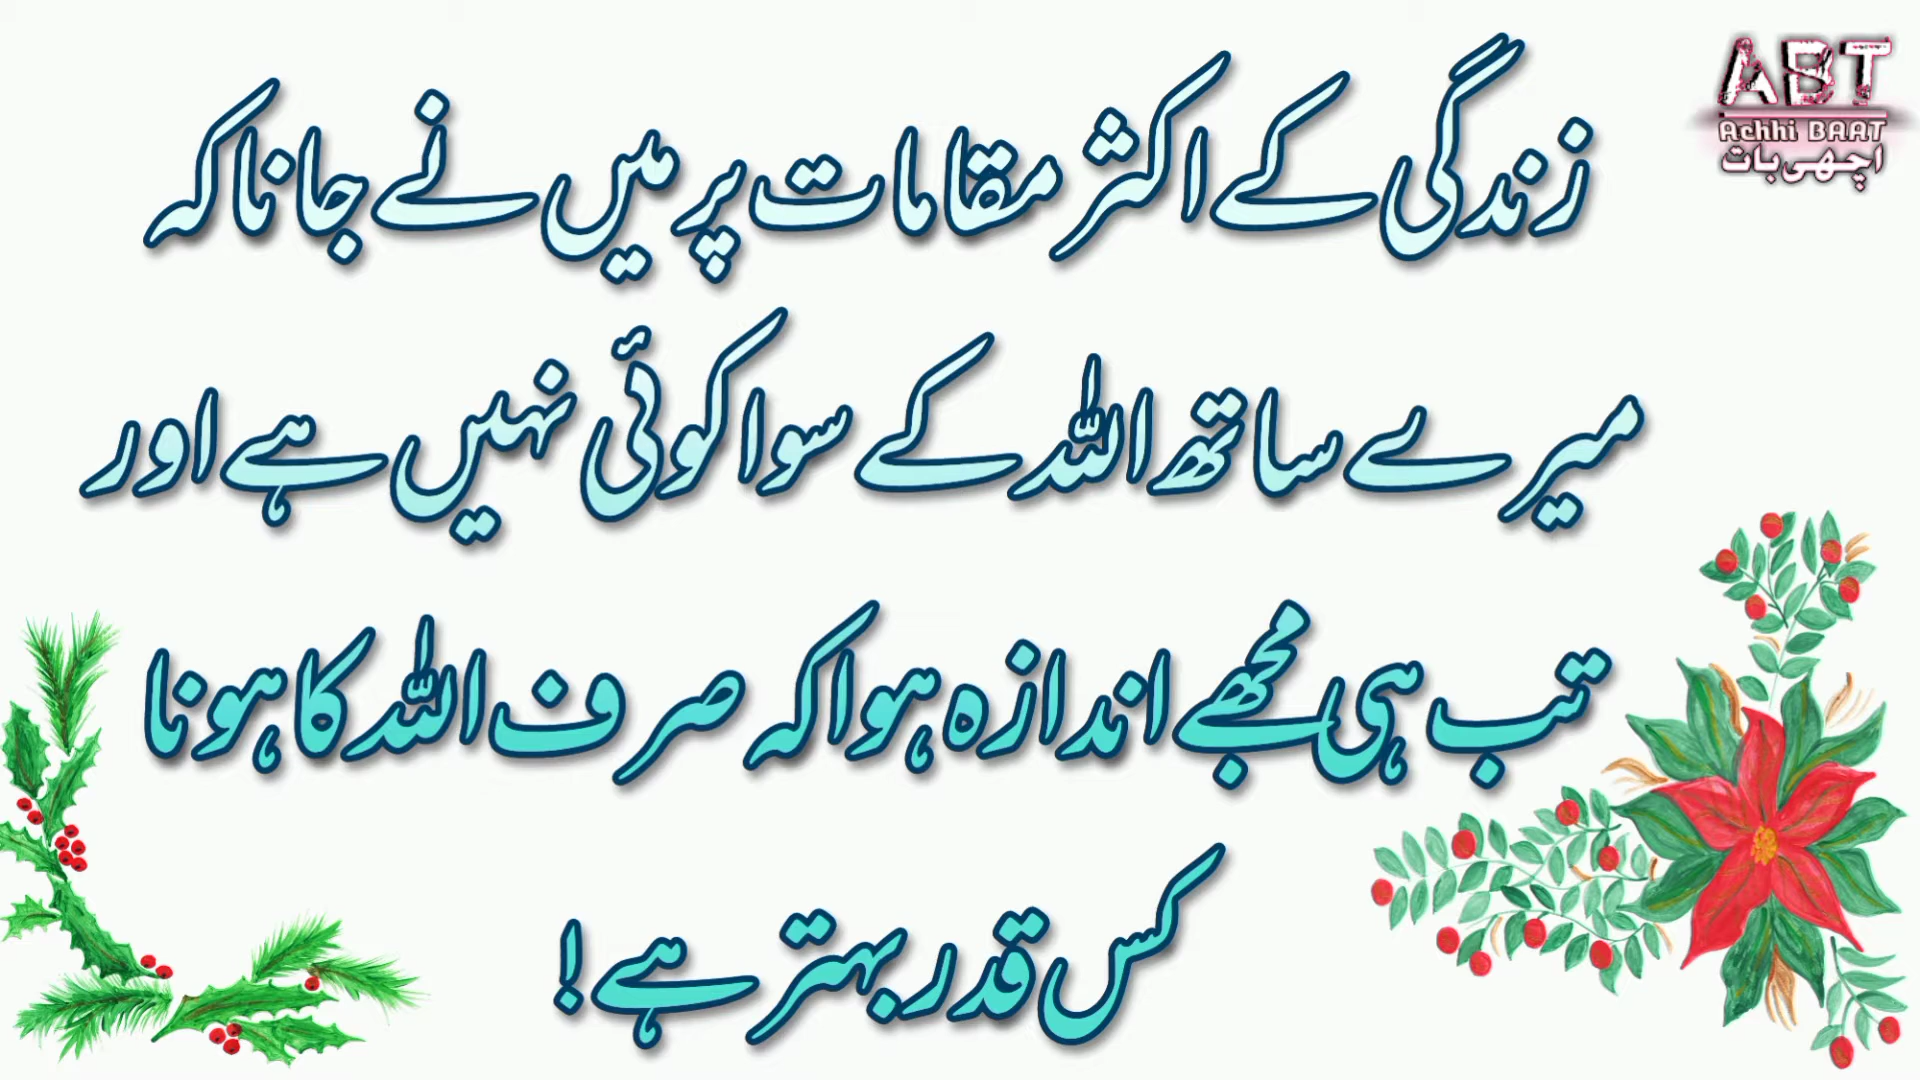 ABT
Achhi BAAT
اچھی بات
زندگی کے اکثر مقامات پر میں نے جانا کہ
میرے ساتھ اللہ کے سوا کوئی نہیں ہے اور
تب ہی مجھے اندازہ ہوا کہ صرف اللہ کا ہونا
کس قدر بہتر ہے !